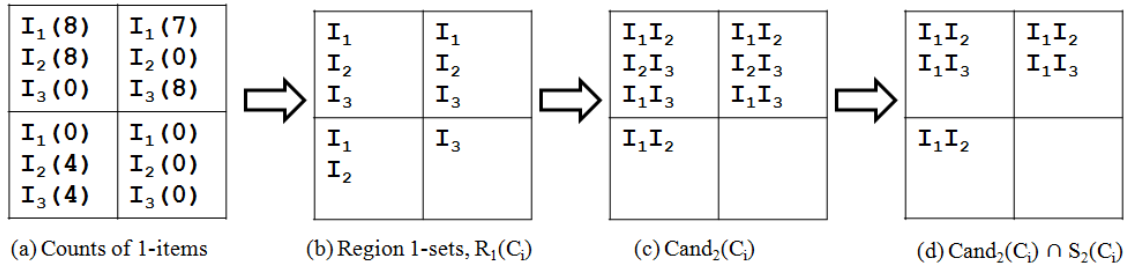 I₁(8) I₁(7)
I₂(8) I₂(0)
I₃(0) I₃(8)
I₁(0) I₁(0)
I₂(4) I₂(0)
I₃(4) I₃(0)
(a) Counts of 1-items
I₁ I₁
I₂ I₂
I₃ I₃
I₁ I₃
I₂
(b) Region 1-sets, R₁(Cᵢ)
I₁I₂ I₁I₂
I₂I₃ I₂I₃
I₁I₃ I₁I₃
I₁I₂
(c) Cand₂(Cᵢ)
I₁I₂ I₁I₂
I₁I₃ I₁I₃
I₁I₂
(d) Cand₂(Cᵢ) ∩ S₂(Cᵢ)